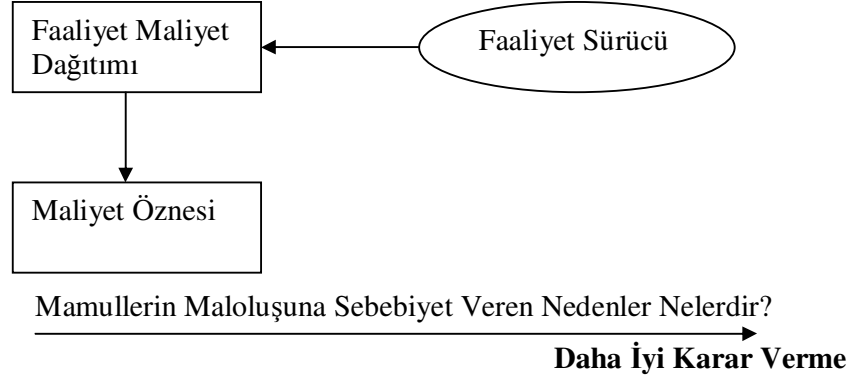 Faaliyet Maliyet
Dağıtımı
Faaliyet Sürücü
Maliyet Öznesi
Mamullerin Maloluşuna Sebebiyet Veren Nedenler Nelerdir?
Daha İyi Karar Verme